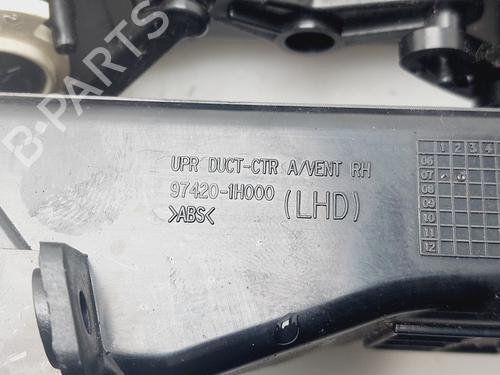 B-PARTS
UPR DUCT-CTR A/VENT RH
97420-1H000 (LHD)
>ABS<
1 2 3 4
06
07
08
09
10
11
12